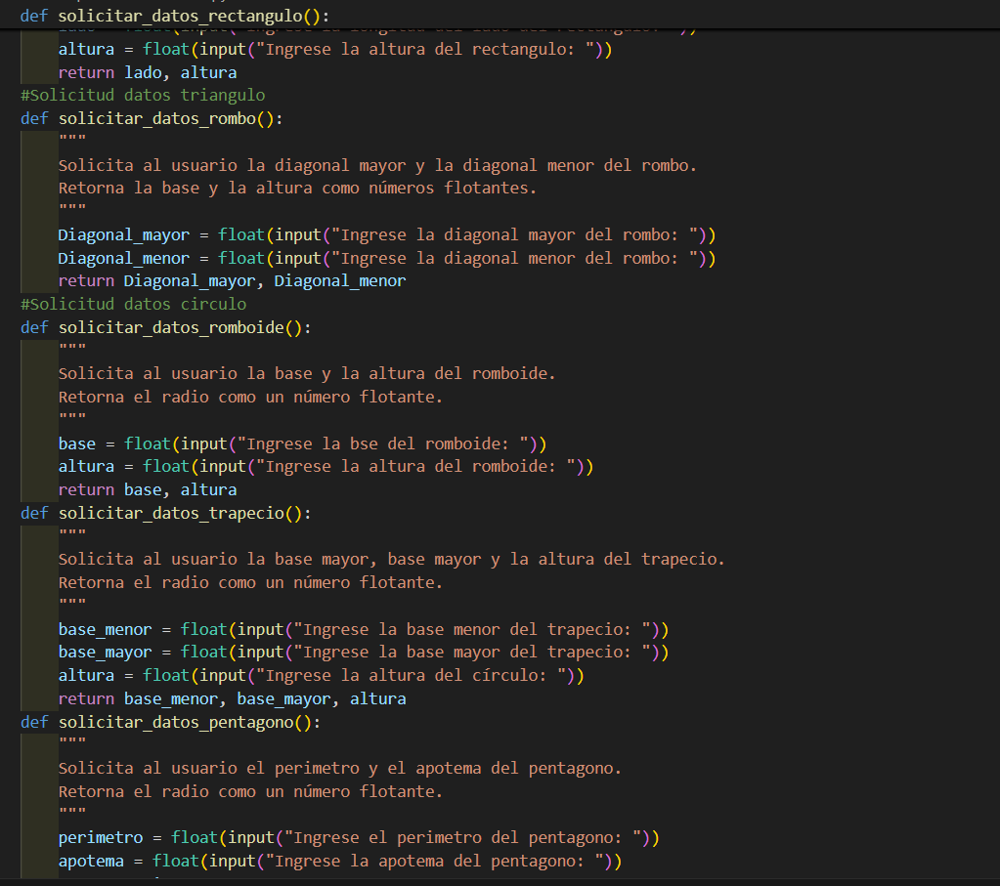 def solicitar_datos_rectangulo():
    altura = float(input("Ingrese la altura del rectangulo: "))
    return lado, altura
#Solicitud datos triangulo
def solicitar_datos_rombo():
    """
    Solicita al usuario la diagonal mayor y la diagonal menor del rombo.
    Retorna la base y la altura como números flotantes.
    """
    Diagonal_mayor = float(input("Ingrese la diagonal mayor del rombo: "))
    Diagonal_menor = float(input("Ingrese la diagonal menor del rombo: "))
    return Diagonal_mayor, Diagonal_menor
#Solicitud datos circulo
def solicitar_datos_romboide():
    """
    Solicita al usuario la base y la altura del romboide.
    Retorna el radio como un número flotante.
    """
    base = float(input("Ingrese la bse del romboide: "))
    altura = float(input("Ingrese la altura del romboide: "))
    return base, altura
def solicitar_datos_trapecio():
    """
    Solicita al usuario la base mayor, base mayor y la altura del trapecio.
    Retorna el radio como un número flotante.
    """
    base_menor = float(input("Ingrese la base menor del trapecio: "))
    base_mayor = float(input("Ingrese la base mayor del trapecio: "))
    altura = float(input("Ingrese la altura del círculo: "))
    return base_menor, base_mayor, altura
def solicitar_datos_pentagono():
    """
    Solicita al usuario el perimetro y el apotema del pentagono.
    Retorna el radio como un número flotante.
    """
    perimetro = float(input("Ingrese el perimetro del pentagono: "))
    apotema = float(input("Ingrese la apotema del pentagono: "))